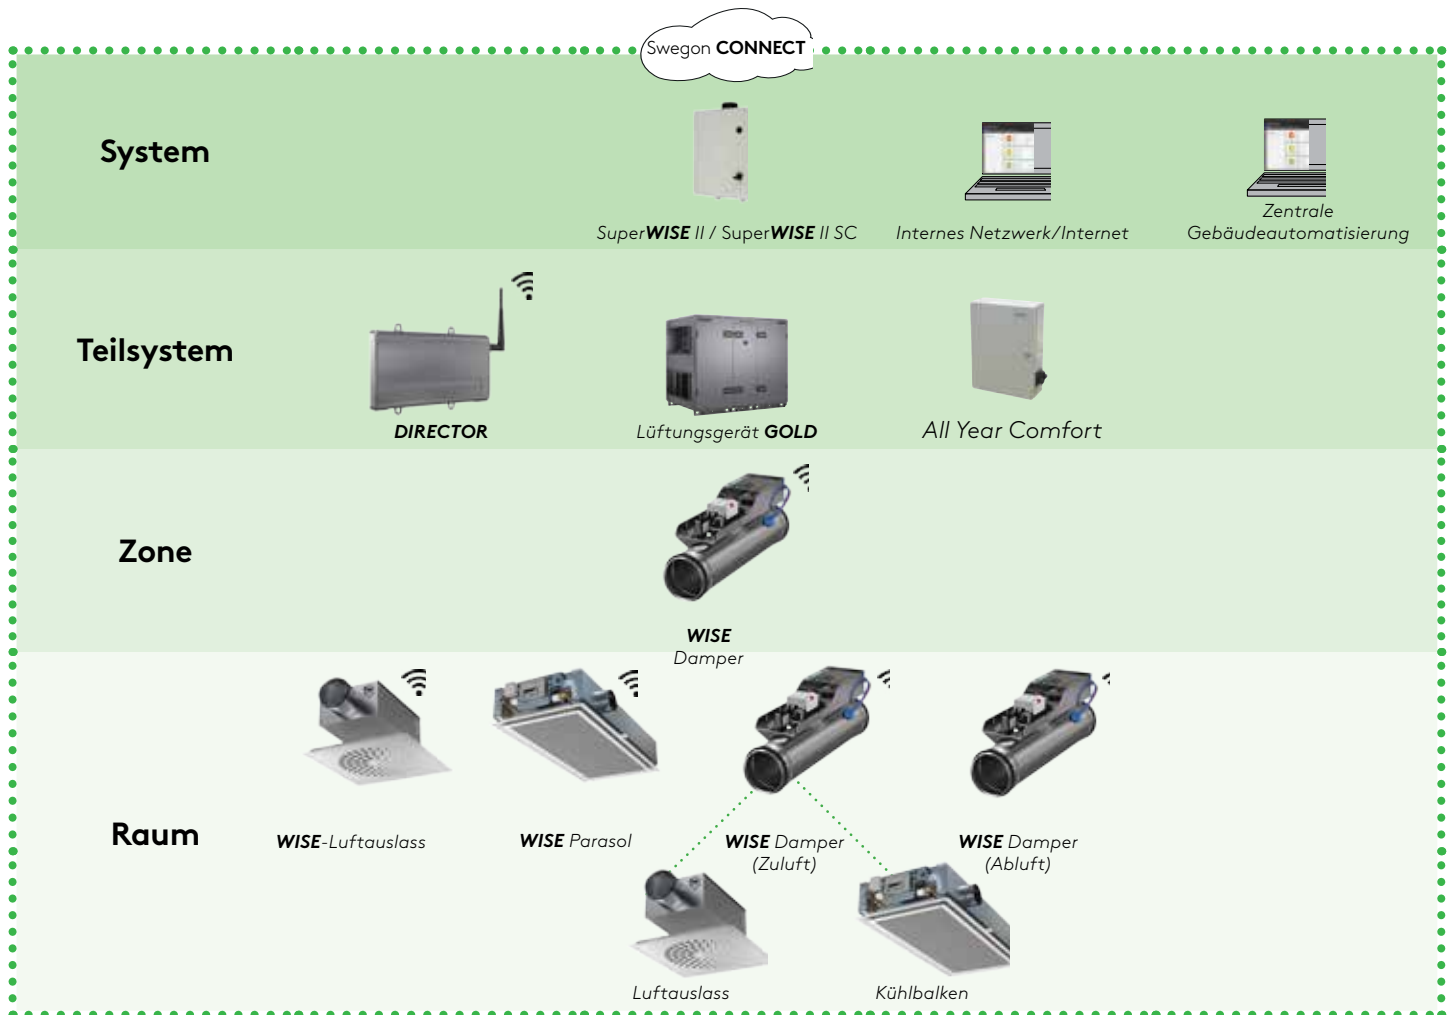 Swegon CONNECT
System
SuperWISE II / SuperWISE II SC
Internes Netzwerk/Internet
Zentrale
Gebäudeautomatisierung
Teilsystem
DIRECTOR
Lüftungsgerät GOLD
All Year Comfort
Zone
WISE
Damper
Raum
WISE-Luftauslass
WISE Parasol
WISE Damper
(Zuluft)
WISE Damper
(Abluft)
Luftauslass
Kühlbalken